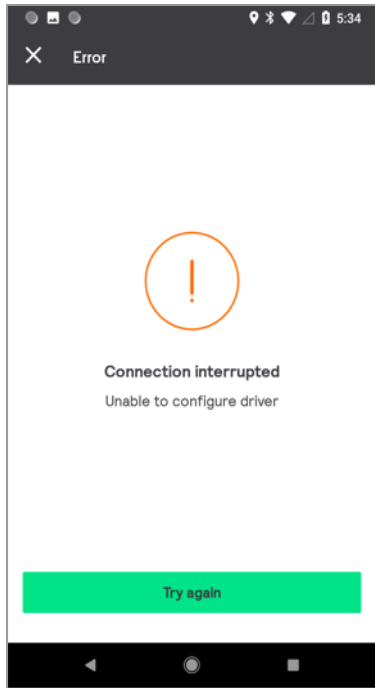 5:34
Error
Connection interrupted
Unable to configure driver
Try again